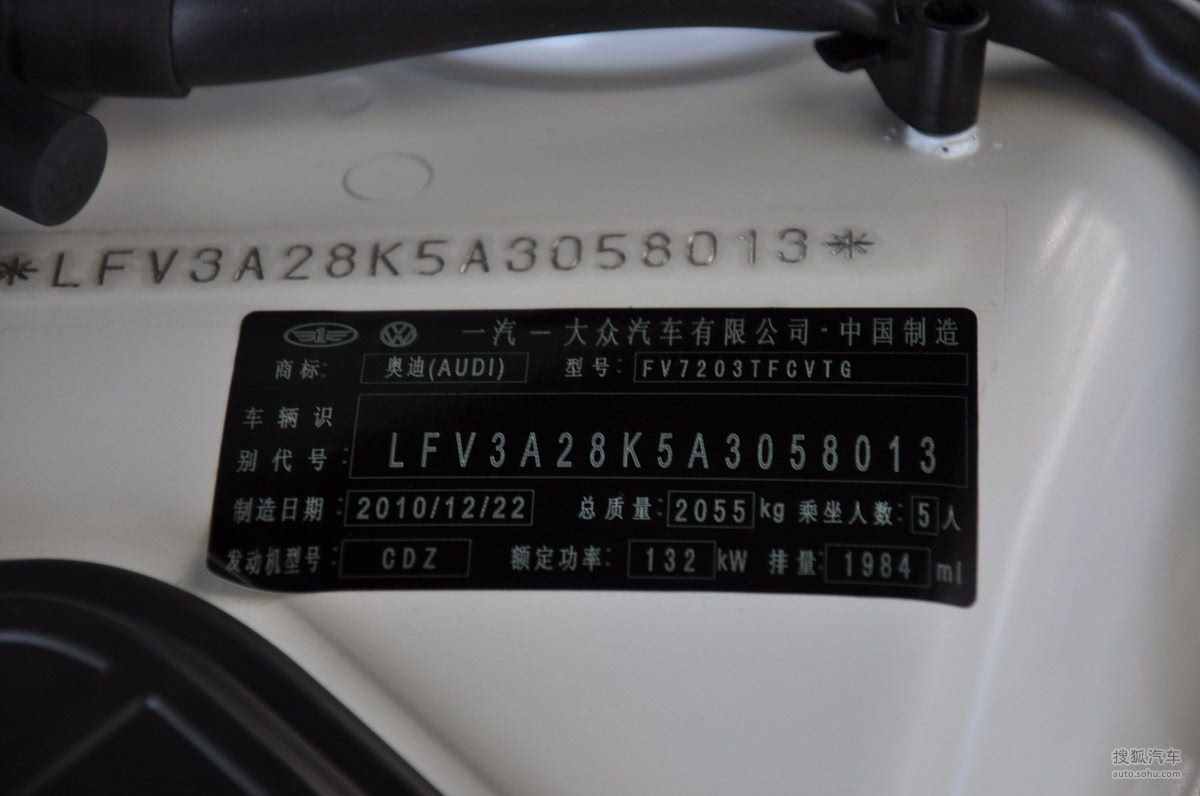 *LFV3A28K5A3058013*
一汽-大众汽车有限公司·中国制造
商标: 奥迪(AUDI) 型号: FV7203TFCVTG
车辆识
别代号: LFV3A28K5A3058013
制造日期: 2010/12/22 总质量: 2055 kg 乘坐人数: 5 人
发动机型号: CDZ 额定功率: 132 kW 排量: 1984 ml
搜狐汽车
auto.sohu.com